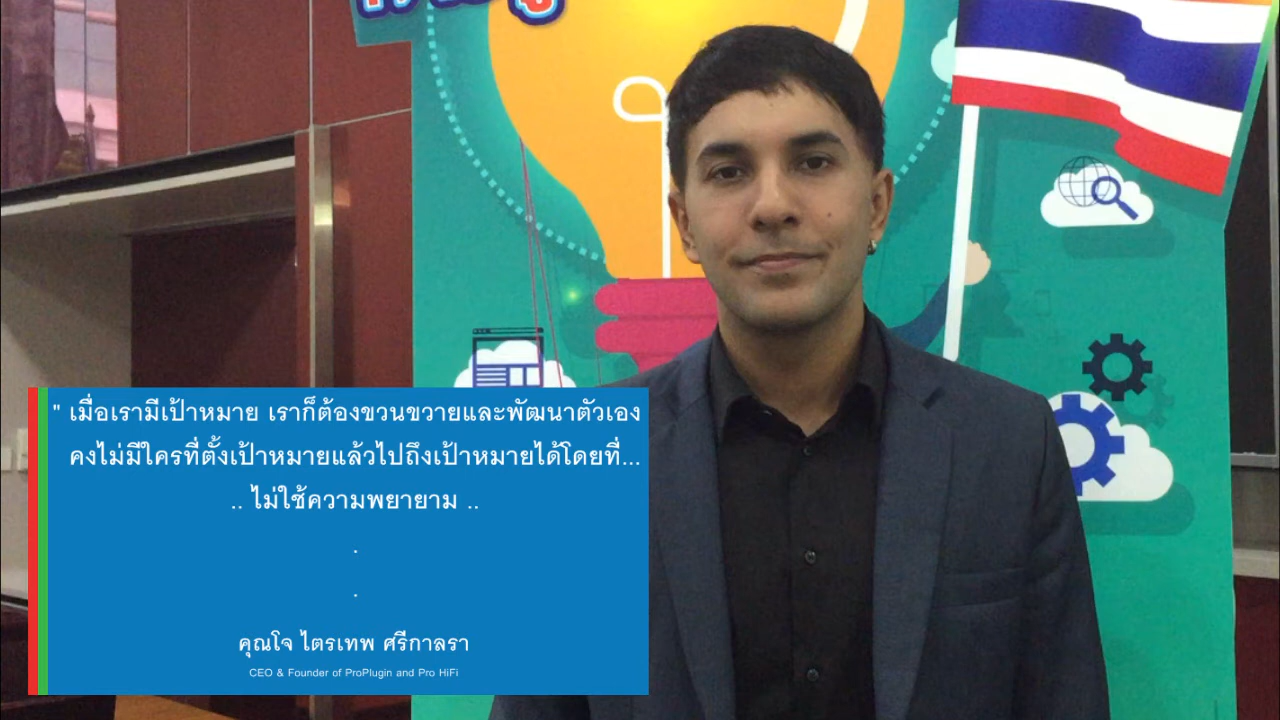 " เมื่อเรามีเป้าหมาย เราก็ต้องขวนขวายและพัฒนาตัวเอง
คงไม่มีใครที่ตั้งเป้าหมายแล้วไปถึงเป้าหมายได้โดยที่...
.. ไม่ใช้ความพยายาม ..
.
.
คุณโจ ไตรเทพ ศรีกาลรา
CEO & Founder of ProPlugin and Pro HiFi